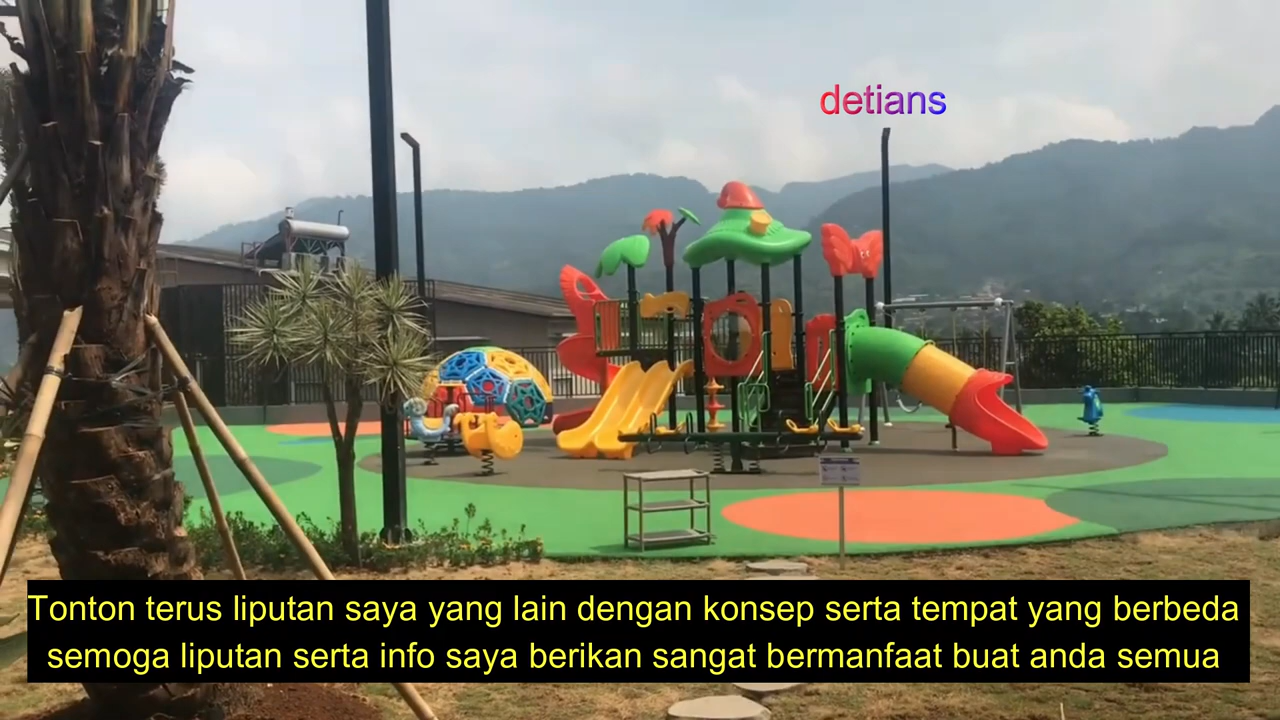 detians
Tonton terus liputan saya yang lain dengan konsep serta tempat yang berbeda
semoga liputan serta info saya berikan sangat bermanfaat buat anda semua